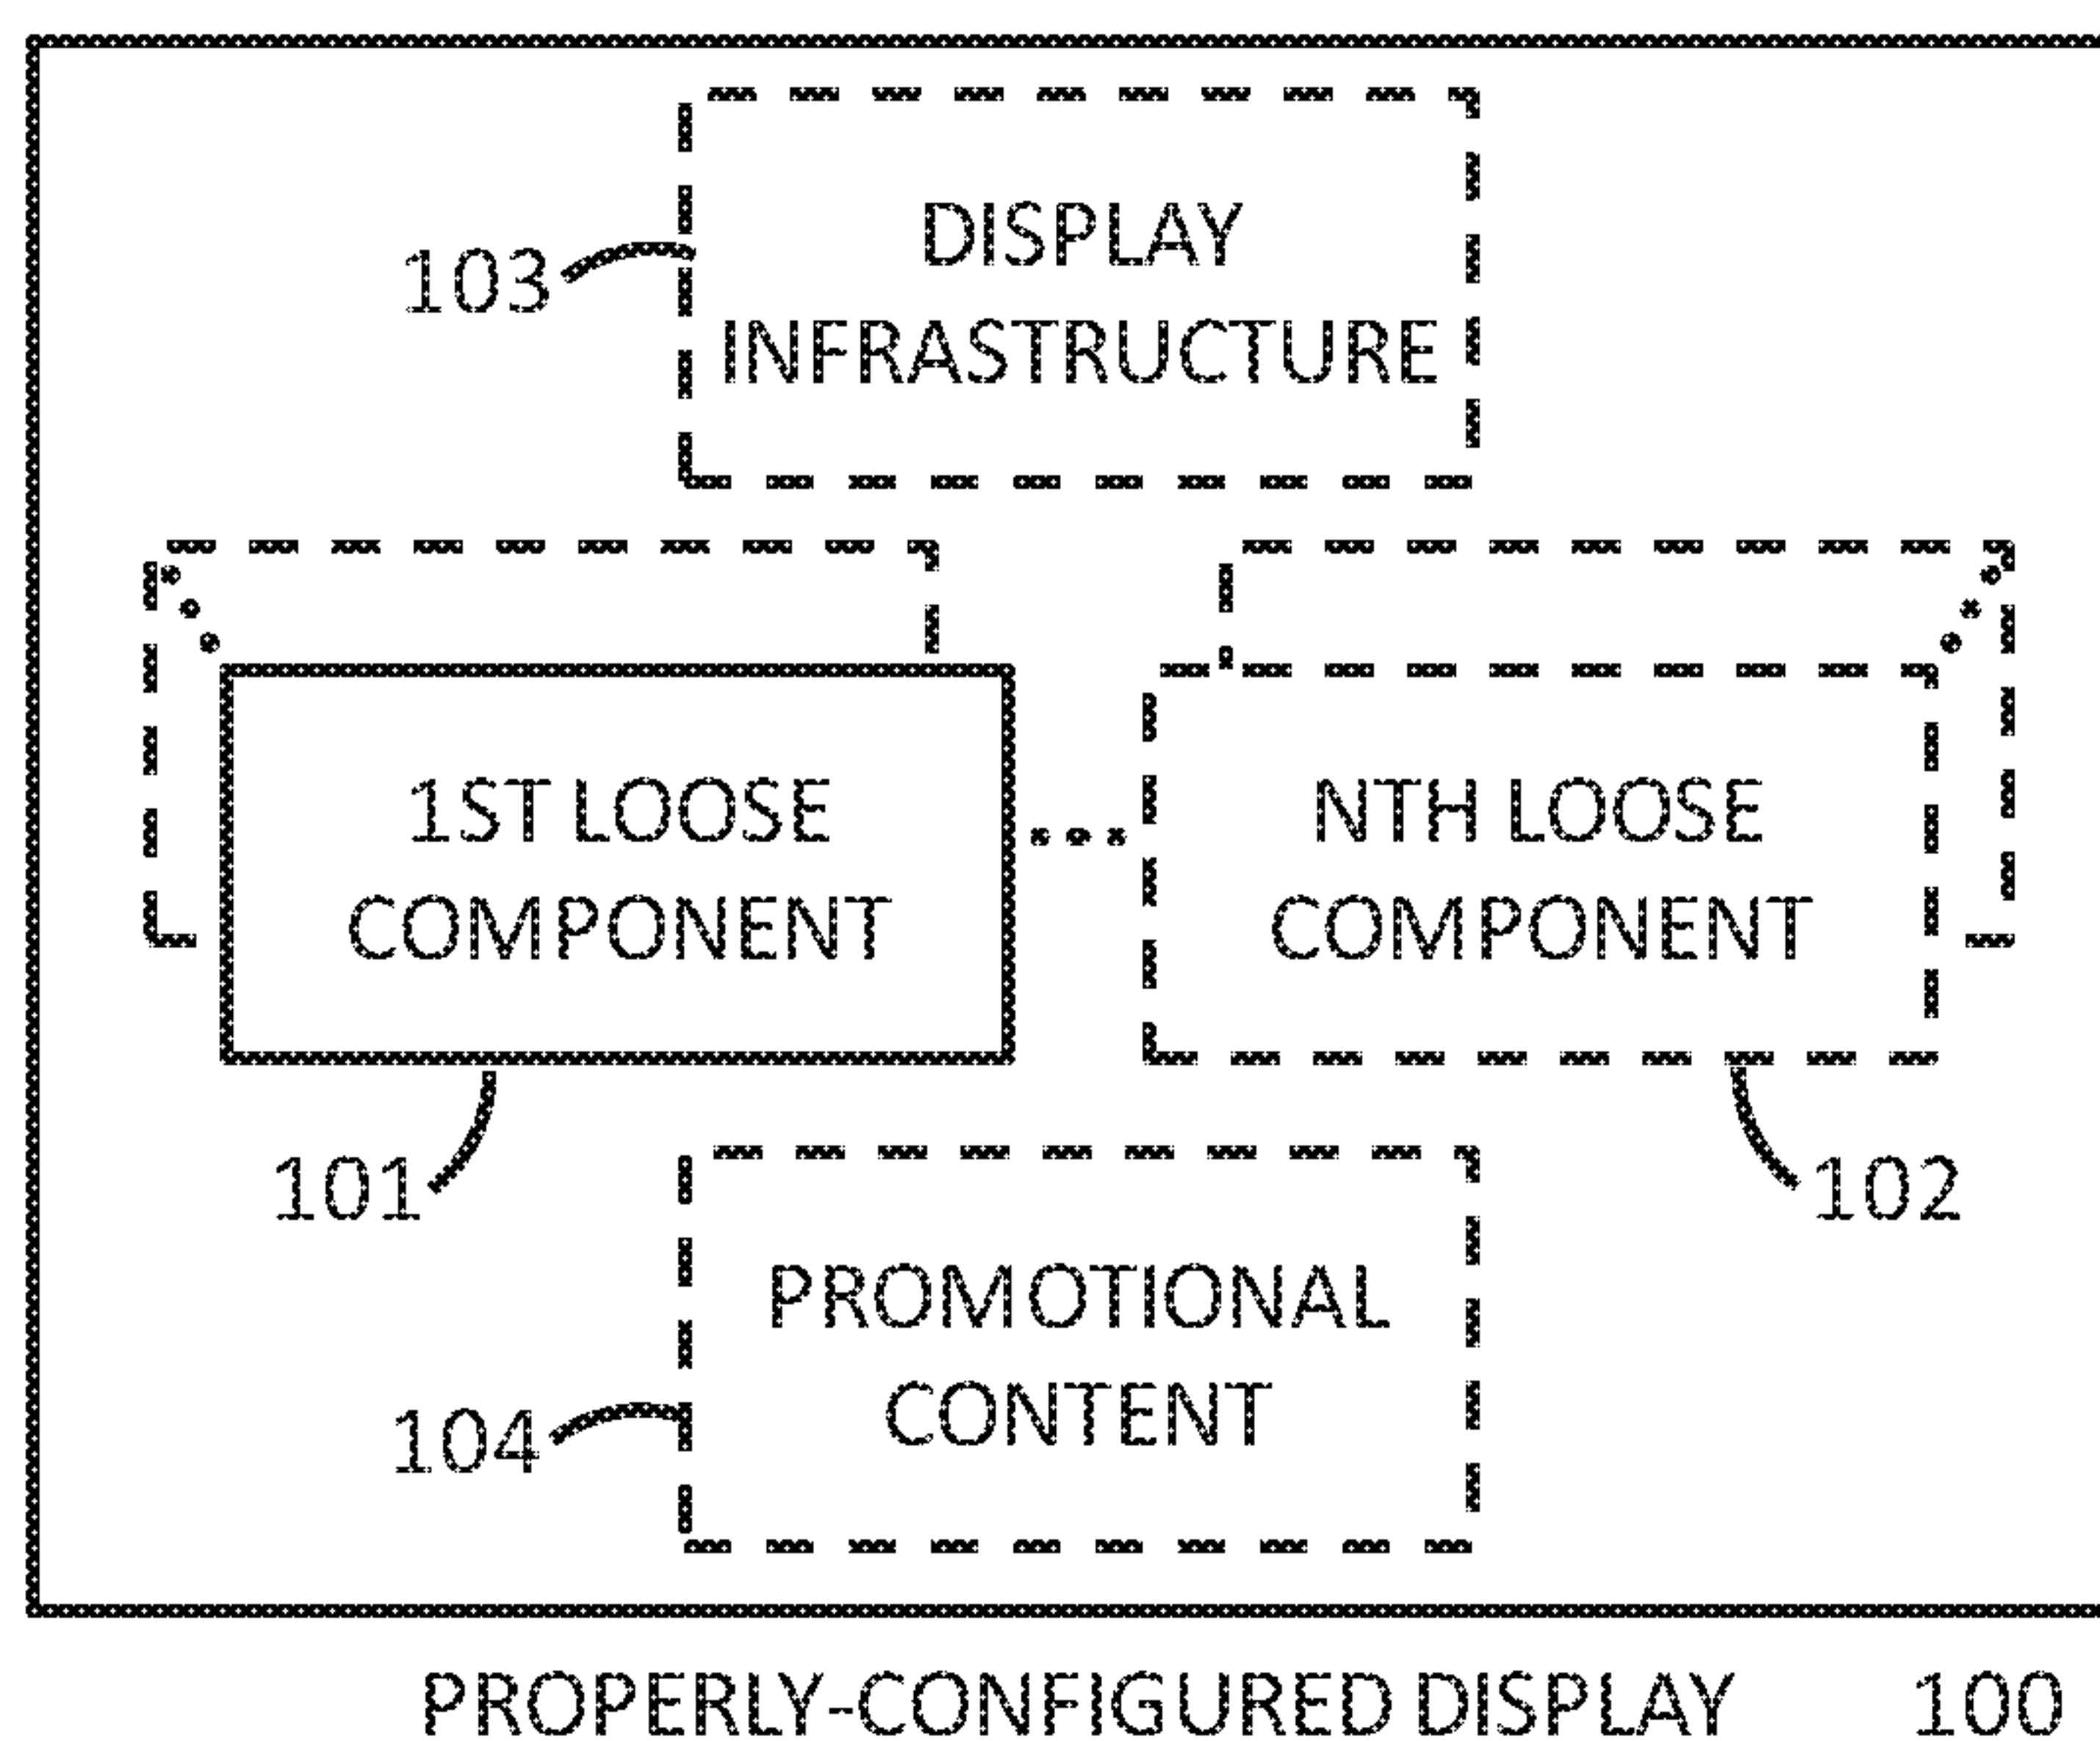 DISPLAY
INFRASTRUCTURE
103
1ST LOOSE
COMPONENT
NTH LOOSE
COMPONENT
101
102
PROMOTIONAL
CONTENT
104
PROPERLY-CONFIGURED DISPLAY 100